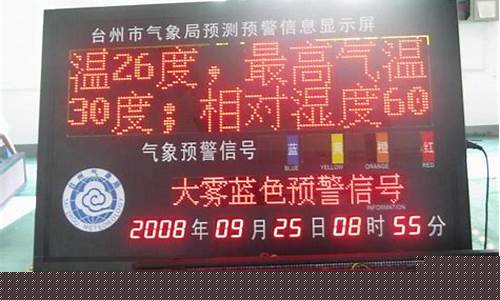 台州市气象局预测预警信息显示屏
温26度，最高气温
30度；相对湿度60
气象预警信号 蓝 黄 橙 红
BLUE YELLOW ORANGE RED
大雾蓝色预警信号
INFORMATION
2008年09月25日08时55分